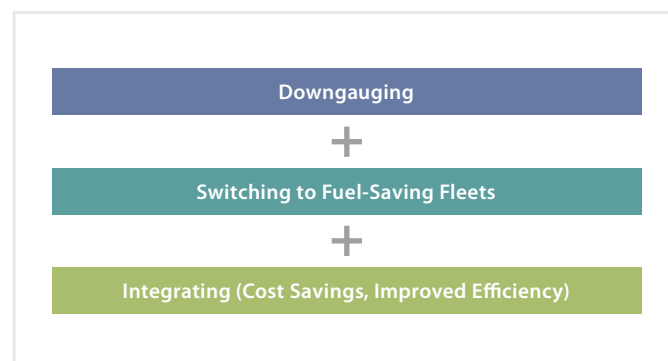 Downgauging
+
Switching to Fuel-Saving Fleets
+
Integrating (Cost Savings, Improved Efficiency)